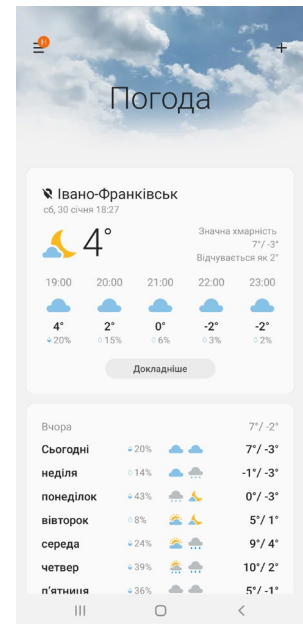 Н
Погода
Івано-Франківськ
сб, 30 січня 18:27
4°
Значна хмарність
7°/ -3°
Відчувається як 2°
19:00 20:00 21:00 22:00 23:00
4° 2° 0° -2° -2°
20% 15% 6% 3% 2%
Докладніше
Вчора 7°/ -2°
Сьогодні 20% 7°/ -3°
неділя 14% -1°/ -3°
понеділок 43% 0°/ -3°
вівторок 8% 5°/ 1°
середа 24% 9°/ 4°
четвер 39% 10°/ 2°
п'ятниця 36% 5°/ -1°